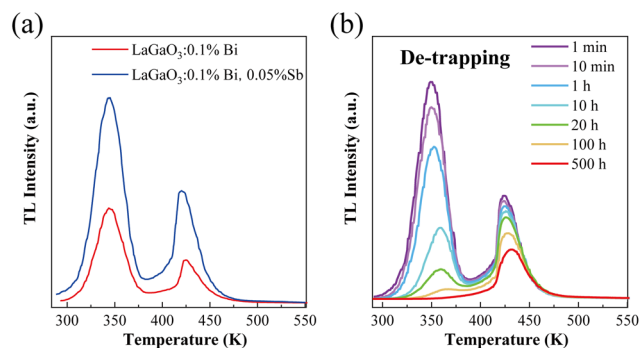 (a)
LaGaO₃:0.1% Bi
LaGaO₃:0.1% Bi, 0.05%Sb
TL Intensity (a.u.)
300 350 400 450 500 550
Temperature (K)
(b)
De-trapping
1 min
10 min
1 h
10 h
20 h
100 h
500 h
TL Intensity (a.u.)
300 350 400 450 500 550
Temperature (K)